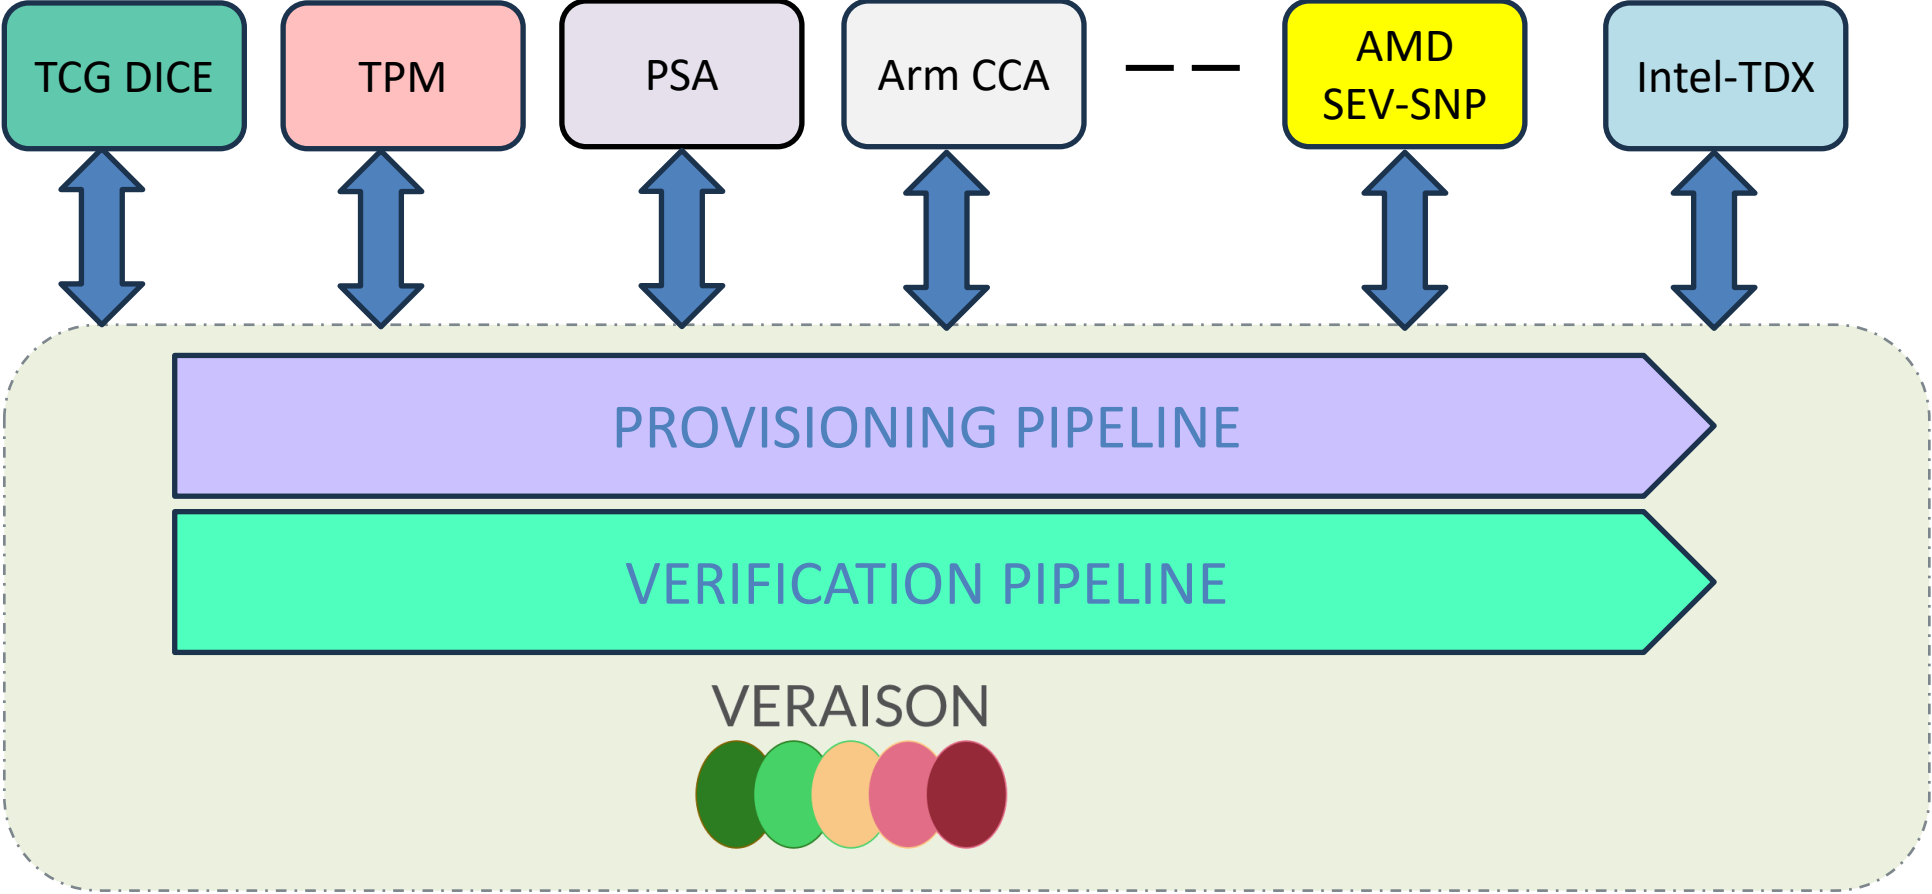 TCG DICE
TPM
PSA
Arm CCA
AMD
SEV-SNP
Intel-TDX
PROVISIONING PIPELINE
VERIFICATION PIPELINE
VERAISON